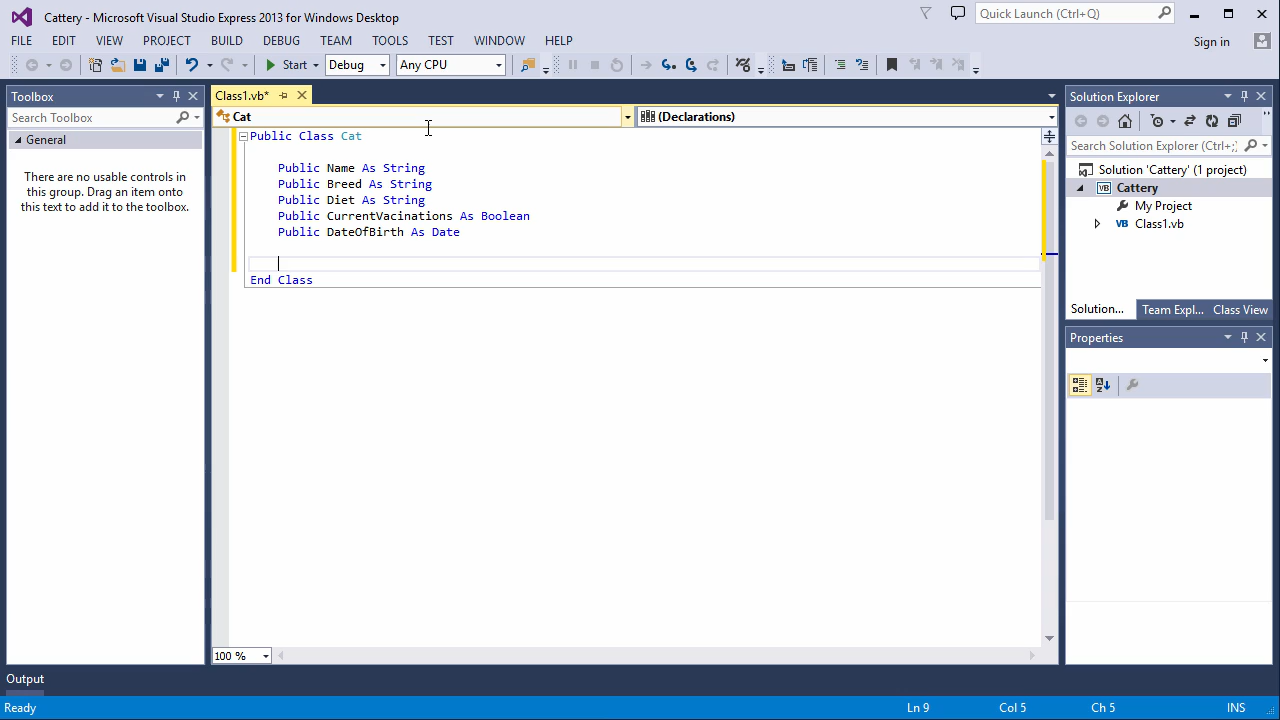 Cattery - Microsoft Visual Studio Express 2013 for Windows Desktop
Quick Launch (Ctrl+Q)
FILE EDIT VIEW PROJECT BUILD DEBUG TEAM TOOLS TEST WINDOW HELP
Sign in
Start Debug Any CPU
Toolbox
Search Toolbox
General
There are no usable controls in
this group. Drag an item onto
this text to add it to the toolbox.
Class1.vb*
Cat
(Declarations)
Public Class Cat
Public Name As String
Public Breed As String
Public Diet As String
Public CurrentVacinations As Boolean
Public DateOfBirth As Date
End Class
100 %
Solution Explorer
Search Solution Explorer (Ctrl+;)
Solution 'Cattery' (1 project)
VB Cattery
My Project
VB Class1.vb
Solution... Team Expl... Class View
Properties
Output
Ready
Ln 9 Col 5 Ch 5 INS